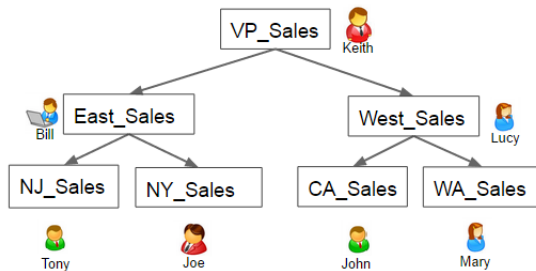 VP_Sales
Keith
Bill
East_Sales
West_Sales
Lucy
NJ_Sales
NY_Sales
CA_Sales
WA_Sales
Tony
Joe
John
Mary